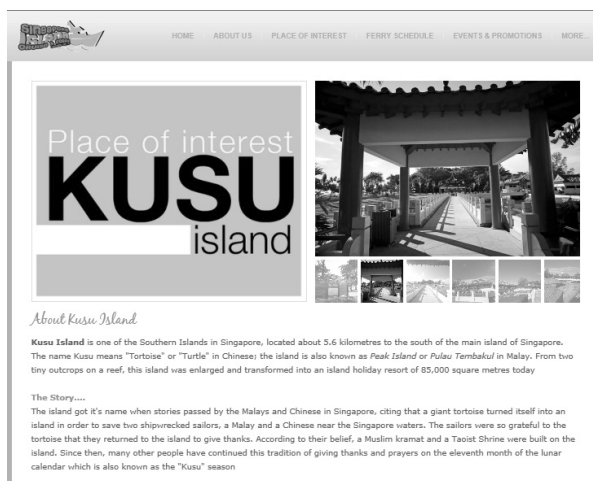 Singapore Island
HOME ABOUT US PLACE OF INTEREST FERRY SCHEDULE EVENTS & PROMOTIONS MORE...
Place of interest
KUSU
island
About Kusu Island
Kusu Island is one of the Southern Islands in Singapore, located about 5.6 kilometres to the south of the main island of Singapore.
The name Kusu means "Tortoise" or "Turtle" in Chinese; the island is also known as Peak Island or Pulau Tembakul in Malay. From two
tiny outcrops on a reef, this island was enlarged and transformed into an island holiday resort of 85,000 square metres today
The Story....
The island got it's name when stories passed by the Malays and Chinese in Singapore, citing that a giant tortoise turned itself into an
island in order to save two shipwrecked sailors, a Malay and a Chinese near the Singapore waters. The sailors were so grateful to the
tortoise that they returned to the island to give thanks. According to their belief, a Muslim kramat and a Taoist Shrine were built on the
island. Since then, many other people have continued this tradition of giving thanks and prayers on the eleventh month of the lunar
calendar which is also known as the "Kusu" season